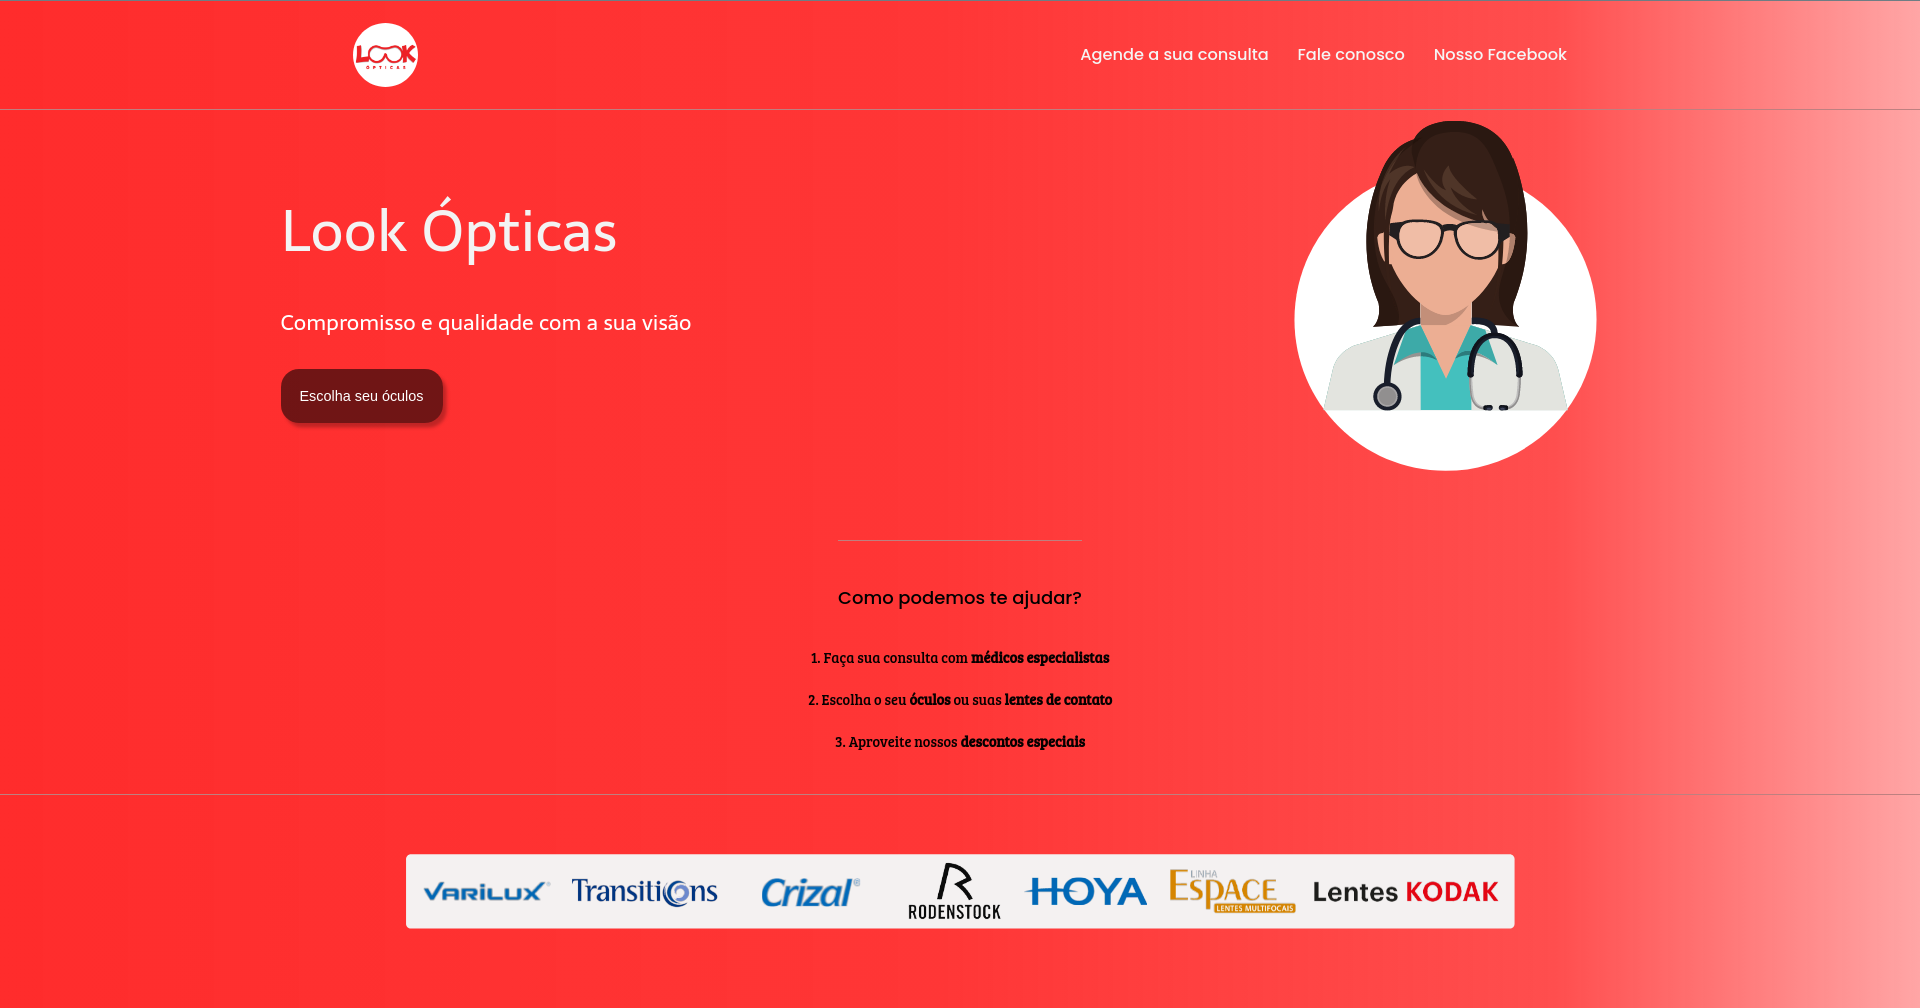 LOOK
ÓPTICAS
Agende a sua consulta
Fale conosco
Nosso Facebook
Look Ópticas
Compromisso e qualidade com a sua visão
Escolha seu óculos
Como podemos te ajudar?
1. Faça sua consulta com médicos especialistas
2. Escolha o seu óculos ou suas lentes de contato
3. Aproveite nossos descontos especiais
VARILUX®
Transitions
Crizal®
RODENSTOCK
HOYA
LINHA
ESPACE
LENTES MULTIFOCAIS
Lentes KODAK